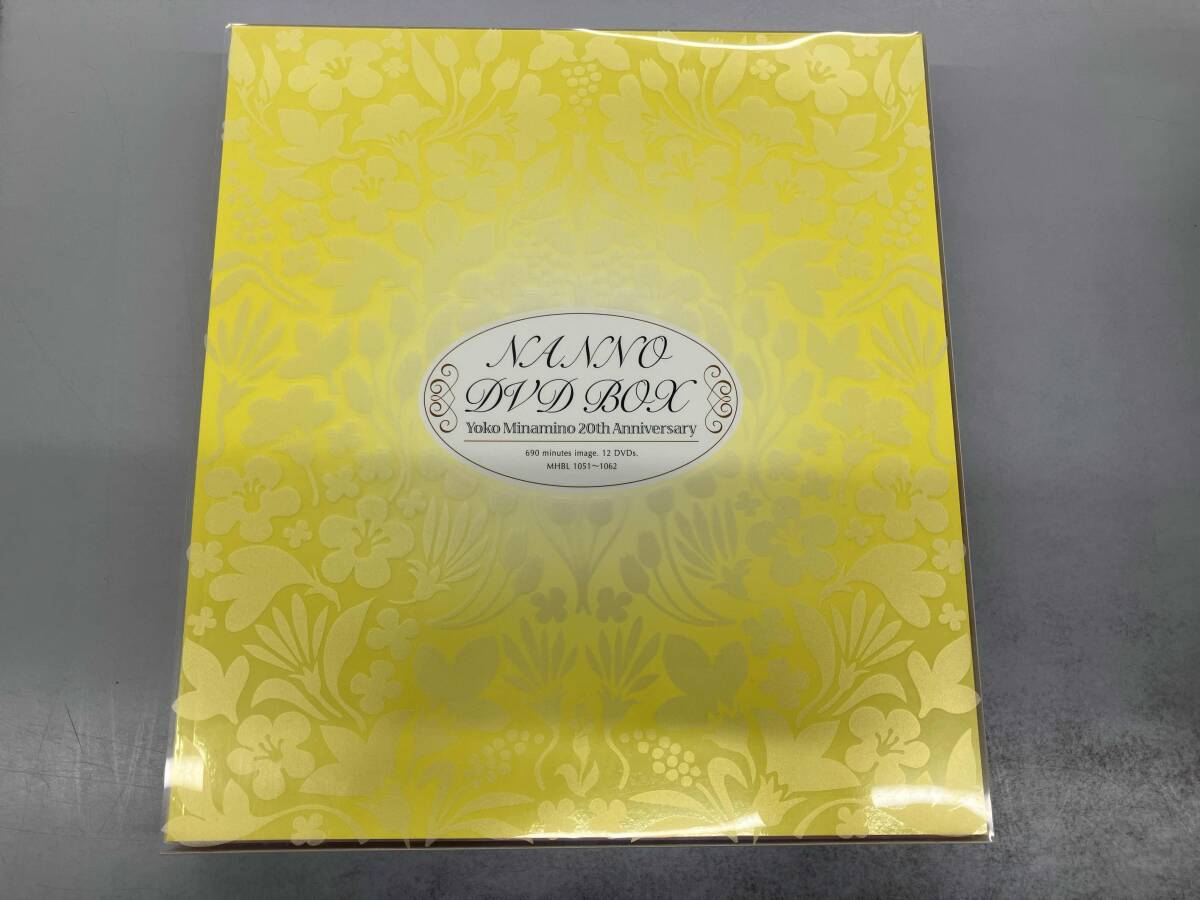 NANNO
DVD BOX
Yoko Minamino 20th Anniversary
690 minutes image. 12 DVDs.
MHBL 1051〜1062